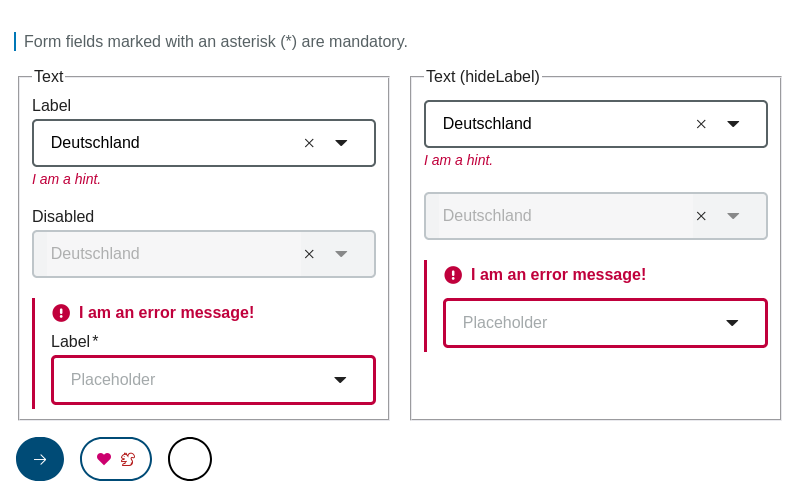 Form fields marked with an asterisk (*) are mandatory.
Text
Label
Deutschland
I am a hint.
Disabled
Deutschland
I am an error message!
Label*
Placeholder
Text (hideLabel)
Deutschland
I am a hint.
Deutschland
I am an error message!
Placeholder